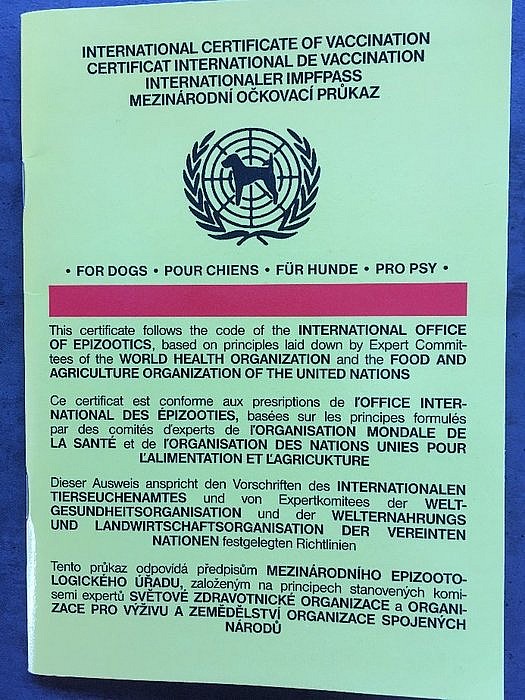 INTERNATIONAL CERTIFICATE OF VACCINATION
CERTIFICAT INTERNATIONAL DE VACCINATION
INTERNATIONALER IMPFPASS
MEZINÁRODNÍ OČKOVACÍ PRŮKAZ
• FOR DOGS • POUR CHIENS • FÜR HUNDE • PRO PSY •
This certificate follows the code of the INTERNATIONAL OFFICE
OF EPIZOOTICS, based on principles laid down by Expert Commit-
tees of the WORLD HEALTH ORGANIZATION and the FOOD AND
AGRICULTURE ORGANIZATION OF THE UNITED NATIONS
Ce certificat est conforme aux presriptions de l'OFFICE INTER-
NATIONAL DES ÉPIZOOTIES, basées sur les principes formulés
par des comités d'experts de l'ORGANISATION MONDALE DE
LA SANTÉ et de l'ORGANISATION DES NATIONS UNIES POUR
L'ALIMENTATION ET L'AGRICUKTURE
Dieser Ausweis anspricht den Vorschriften des INTERNATIONALEN
TIERSEUCHENAMTES und von Expertkomitees der WELT-
GESUNDHEITSORGANISATION und der WELTERNAHRUNGS
UND LANDWIRTSCHAFTSORGANISATION DER VEREINTEN
NATIONEN festgelegten Richtlinien
Tento průkaz odpovídá předpisům MEZINÁRODNÍHO EPIZOOTO-
LOGICKÉHO ÚŘADU, založeným na principech stanovených komi-
semi expertů SVĚTOVÉ ZDRAVOTNICKÉ ORGANIZACE a ORGANI-
ZACE PRO VÝŽIVU A ZEMĚDĚLSTVÍ ORGANIZACE SPOJENÝCH
NÁRODŮ